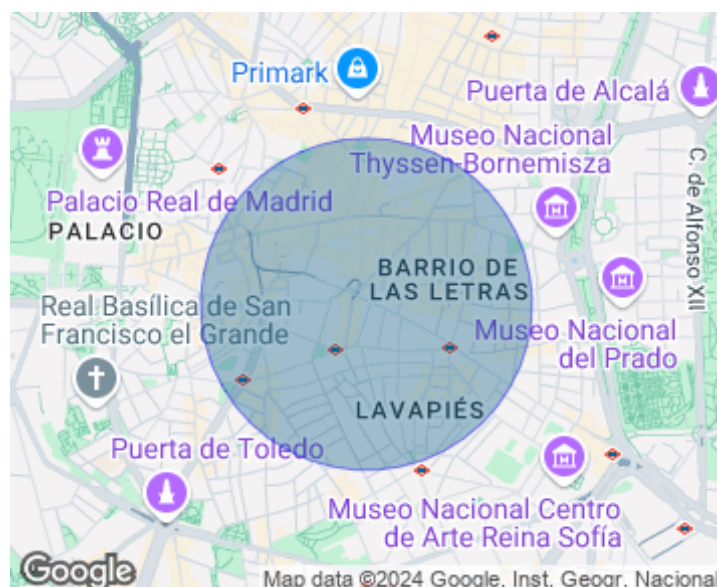 Primark
Puerta de Alcalá
Museo Nacional
Thyssen-Bornemisza
Palacio Real de Madrid
PALACIO
C. de Alfonso XII
BARRIO DE
LAS LETRAS
Real Basílica de San
Francisco el Grande
Museo Nacional
del Prado
LAVAPIÉS
Puerta de Toledo
Museo Nacional Centro
de Arte Reina Sofía
Google
Map data ©2024 Google, Inst. Geogr. Nacional